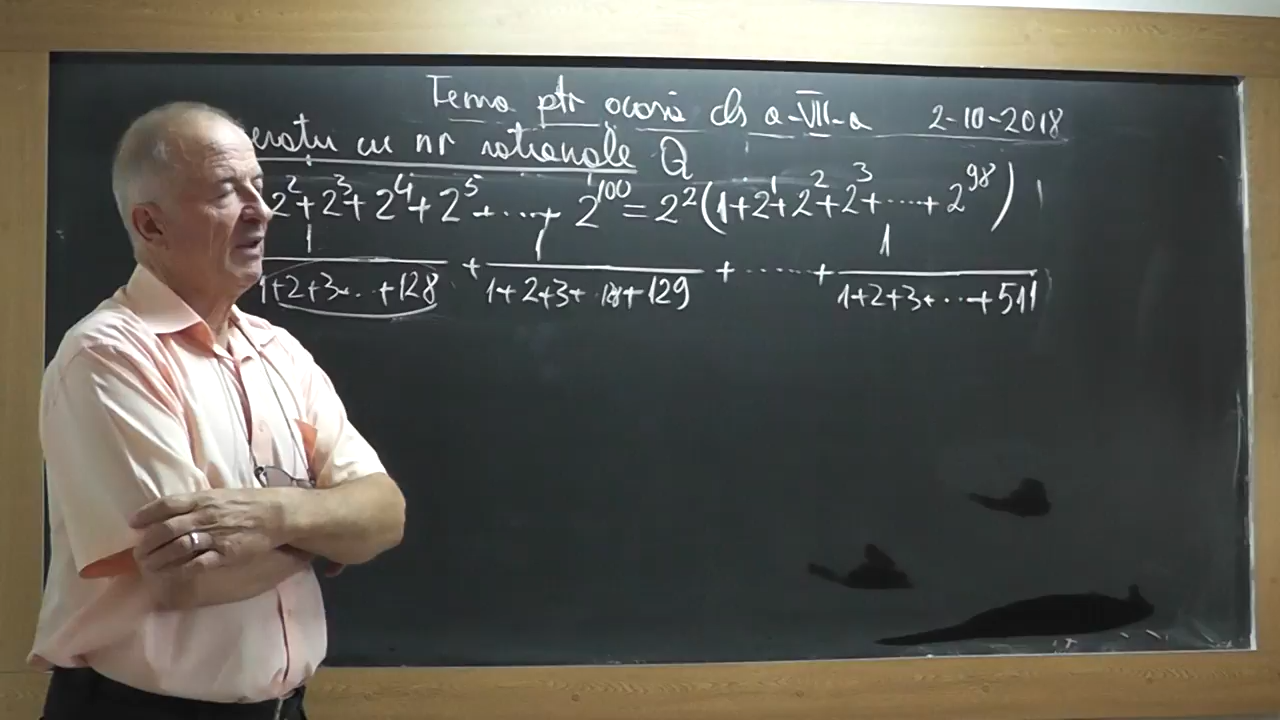 Tema ptr acasă cls a-VII-a 2-10-2018
erații cu nr raționale Q
2²+2³+2⁴+2⁵+...+2¹⁰⁰=2²(1+2¹+2²+2³+....+2⁹⁸)
1/(1+2+3+...+128) + 1/(1+2+3+...+129) + ...... + 1/(1+2+3+...+511)